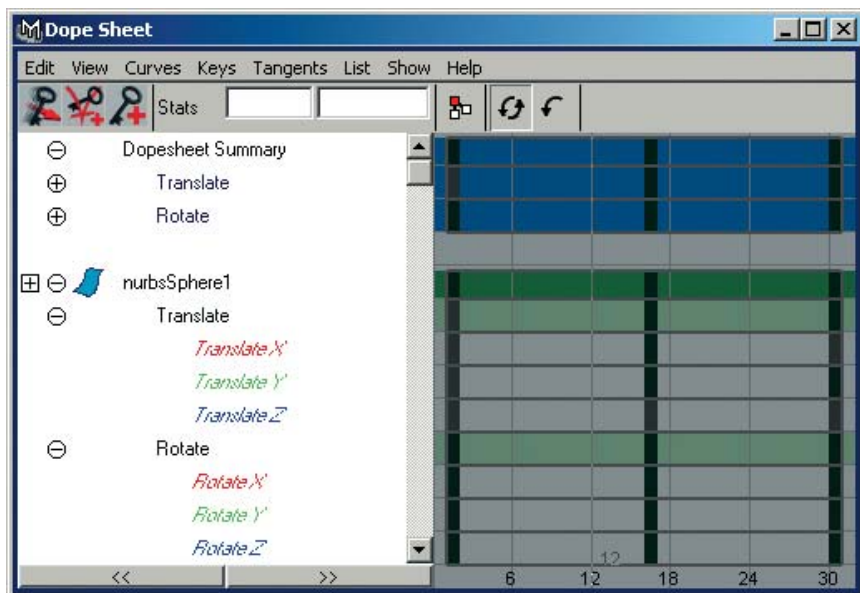 Dope Sheet
Edit View Curves Keys Tangents List Show Help
Stats
Dopesheet Summary
Translate
Rotate
nurbsSphere1
Translate
Translate X
Translate Y
Translate Z
Rotate
Rotate X
Rotate Y
Rotate Z
12
<< >>
6 12 18 24 30